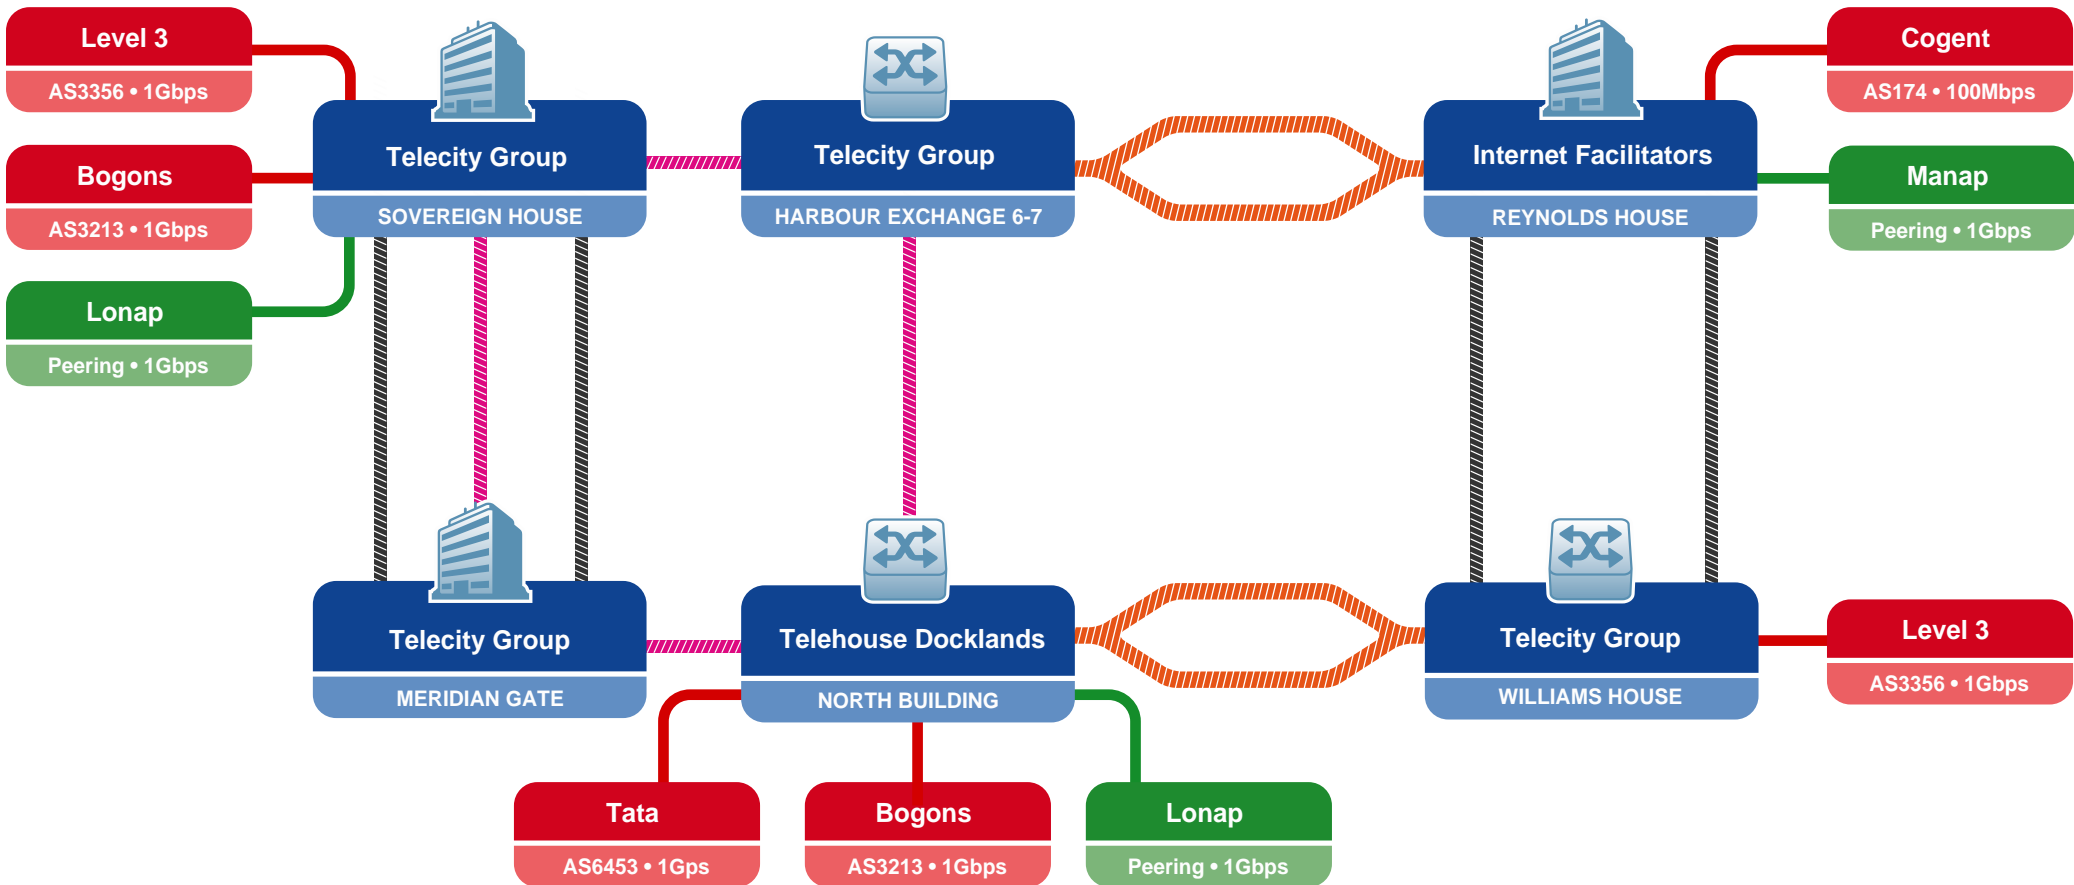 Level 3
AS3356 • 1Gbps
Bogons
AS3213 • 1Gbps
Lonap
Peering • 1Gbps
Telecity Group
SOVEREIGN HOUSE
Telecity Group
HARBOUR EXCHANGE 6-7
Internet Facilitators
REYNOLDS HOUSE
Cogent
AS174 • 100Mbps
Manap
Peering • 1Gbps
Telecity Group
MERIDIAN GATE
Telehouse Docklands
NORTH BUILDING
Telecity Group
WILLIAMS HOUSE
Level 3
AS3356 • 1Gbps
Tata
AS6453 • 1Gps
Bogons
AS3213 • 1Gbps
Lonap
Peering • 1Gbps